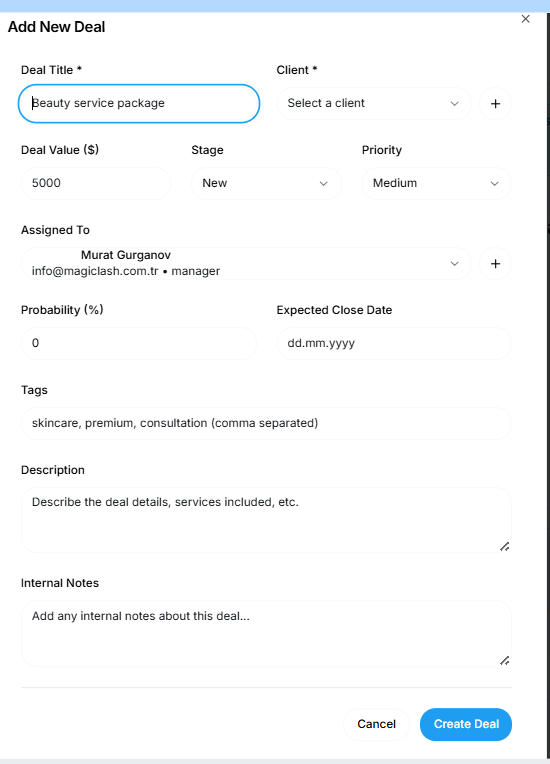 Add New Deal
Deal Title *
Client *
Beauty service package
Select a client
+
Deal Value ($)
Stage
Priority
5000
New
Medium
Assigned To
Murat Gurganov
info@magiclash.com.tr • manager
+
Probability (%)
Expected Close Date
0
dd.mm.yyyy
Tags
skincare, premium, consultation (comma separated)
Description
Describe the deal details, services included, etc.
Internal Notes
Add any internal notes about this deal...
Cancel
Create Deal